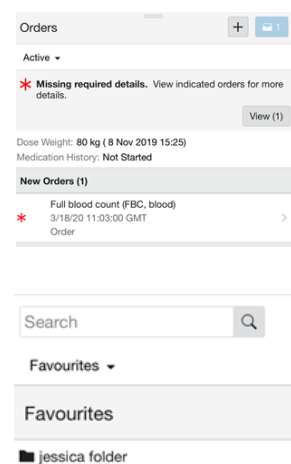 Orders
+
1
Active
* Missing required details. View indicated orders for more
details.
View (1)
Dose Weight: 80 kg ( 8 Nov 2019 15:25)
Medication History: Not Started
New Orders (1)
Full blood count (FBC, blood)
* 3/18/20 11:03:00 GMT
Order
Search
Favourites
Favourites
jessica folder